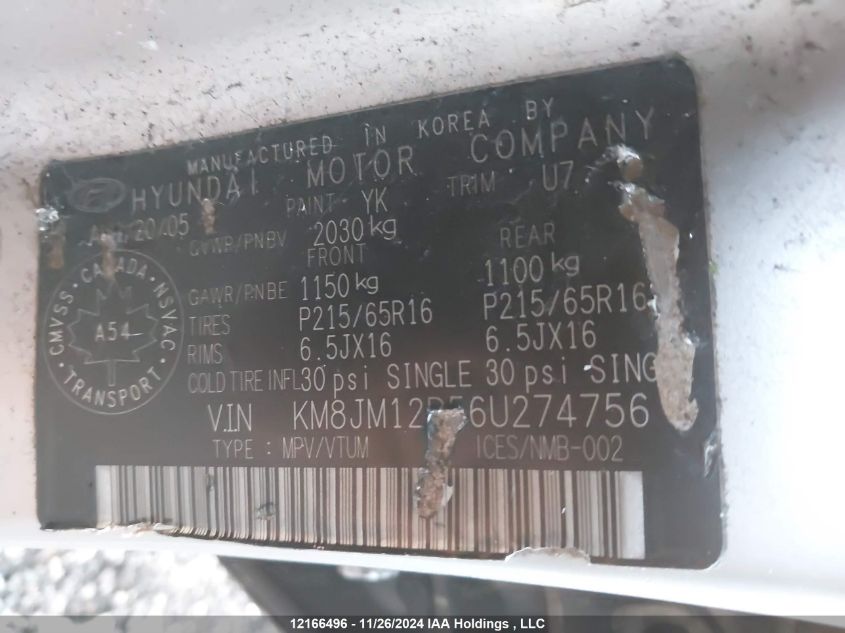 MANUFACTURED IN KOREA BY
HYUNDAI MOTOR COMPANY
20/05 PAINT YK TRIM U7
GVWR/PNBV 2030 kg
FRONT REAR
GAWR/PNBE 1150 kg 1100 kg
TIRES P215/65R16 P215/65R16
RIMS 6.5JX16 6.5JX16
COLD TIRE INFL 30 psi SINGLE 30 psi
CANADA
CMVSS NSVAC
A54
TRANSPORT
V.IN
TYPE : MPV/VTUM ICES/NMB-002
12166496 - 11/26/2024 IAA Holdings , LLC